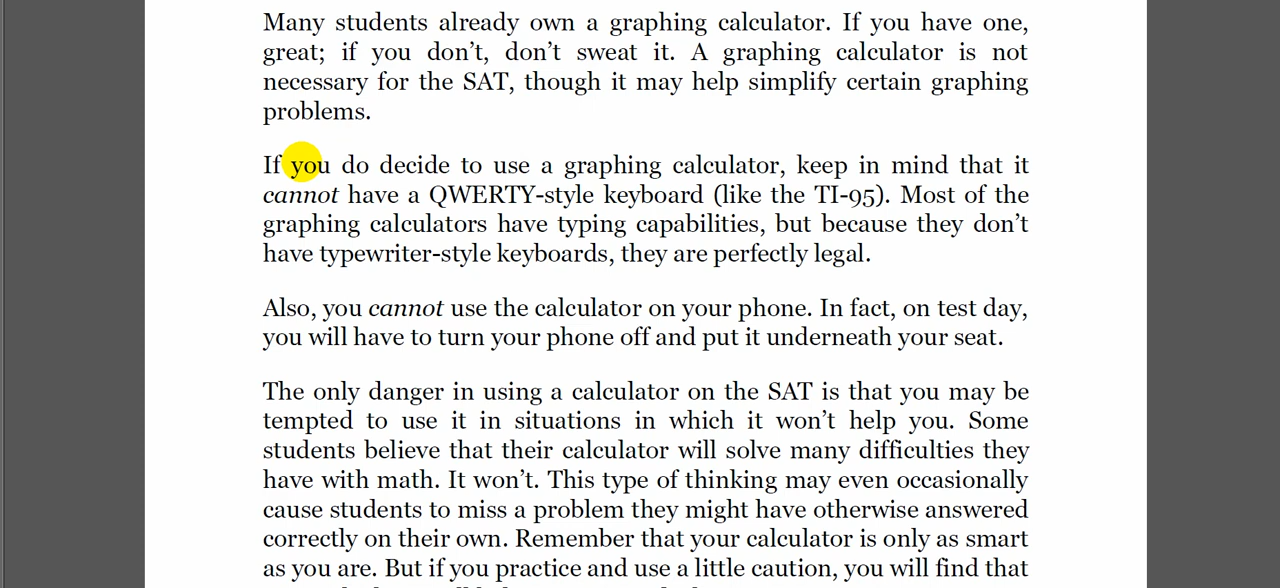 Many students already own a graphing calculator. If you have one,
great; if you don’t, don’t sweat it. A graphing calculator is not
necessary for the SAT, though it may help simplify certain graphing
problems.
If you do decide to use a graphing calculator, keep in mind that it
cannot have a QWERTY-style keyboard (like the TI-95). Most of the
graphing calculators have typing capabilities, but because they don’t
have typewriter-style keyboards, they are perfectly legal.
Also, you cannot use the calculator on your phone. In fact, on test day,
you will have to turn your phone off and put it underneath your seat.
The only danger in using a calculator on the SAT is that you may be
tempted to use it in situations in which it won’t help you. Some
students believe that their calculator will solve many difficulties they
have with math. It won’t. This type of thinking may even occasionally
cause students to miss a problem they might have otherwise answered
correctly on their own. Remember that your calculator is only as smart
as you are. But if you practice and use a little caution, you will find that